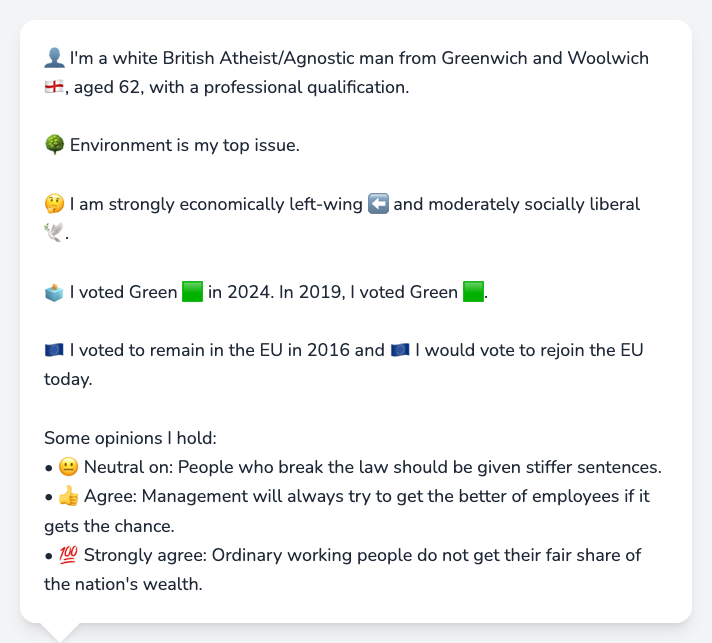 👤 I'm a white British Atheist/Agnostic man from Greenwich and Woolwich
🏴󠁧󠁢󠁥󠁮󠁧󠁿, aged 62, with a professional qualification.
🌳 Environment is my top issue.
🤔 I am strongly economically left-wing ⬅️ and moderately socially liberal
🕊️.
🗳️ I voted Green 🟩 in 2024. In 2019, I voted Green 🟩.
🇪🇺 I voted to remain in the EU in 2016 and 🇪🇺 I would vote to rejoin the EU
today.
Some opinions I hold:
• 😐 Neutral on: People who break the law should be given stiffer sentences.
• 👍 Agree: Management will always try to get the better of employees if it
gets the chance.
• 💯 Strongly agree: Ordinary working people do not get their fair share of
the nation's wealth.